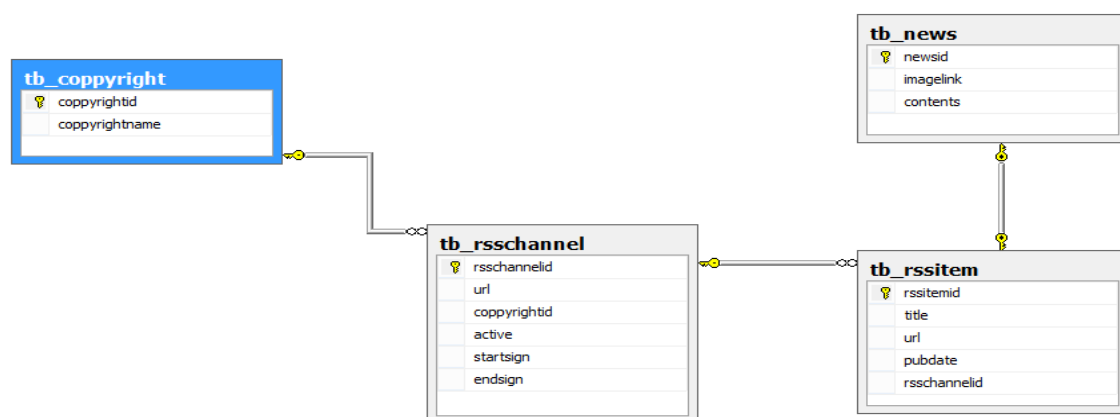 tb_coppyright
coppyrightid
coppyrightname
tb_rsschannel
rsschannelid
url
coppyrightid
active
startsign
endsign
tb_news
newsid
imagelink
contents
tb_rssitem
rssitemid
title
url
pubdate
rsschannelid